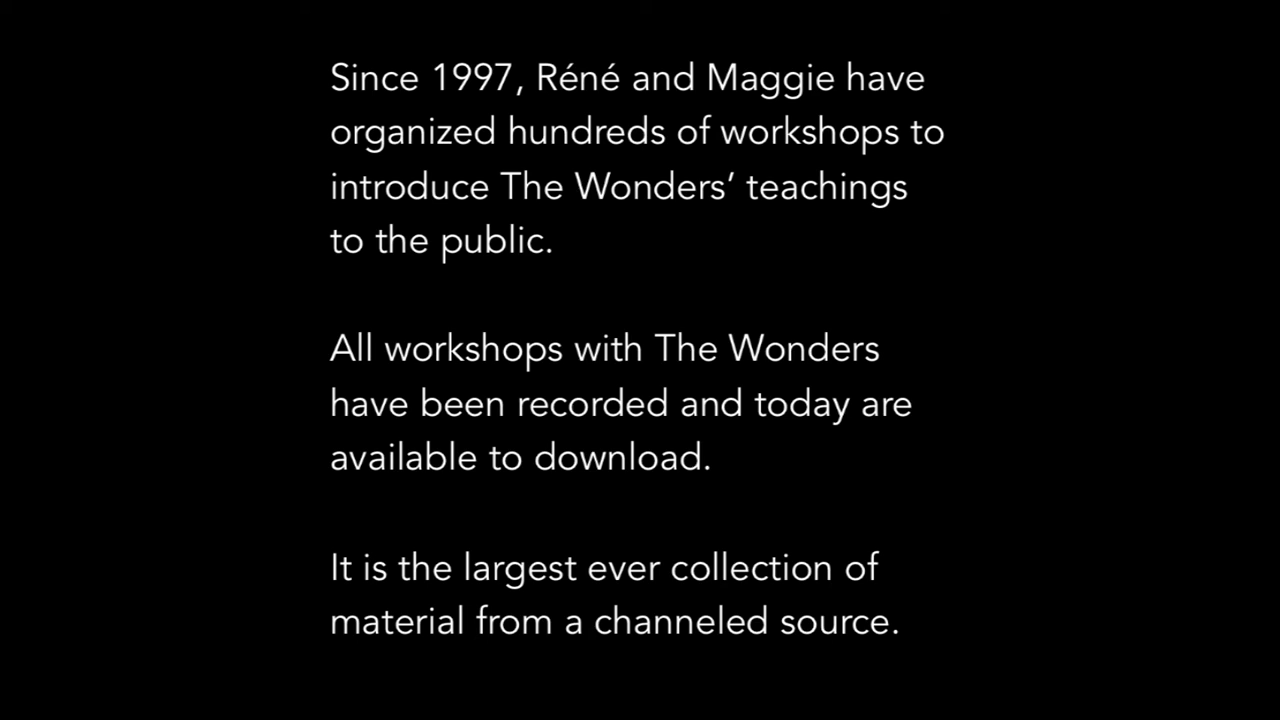 Since 1997, Réné and Maggie have
organized hundreds of workshops to
introduce The Wonders’ teachings
to the public.
All workshops with The Wonders
have been recorded and today are
available to download.
It is the largest ever collection of
material from a channeled source.